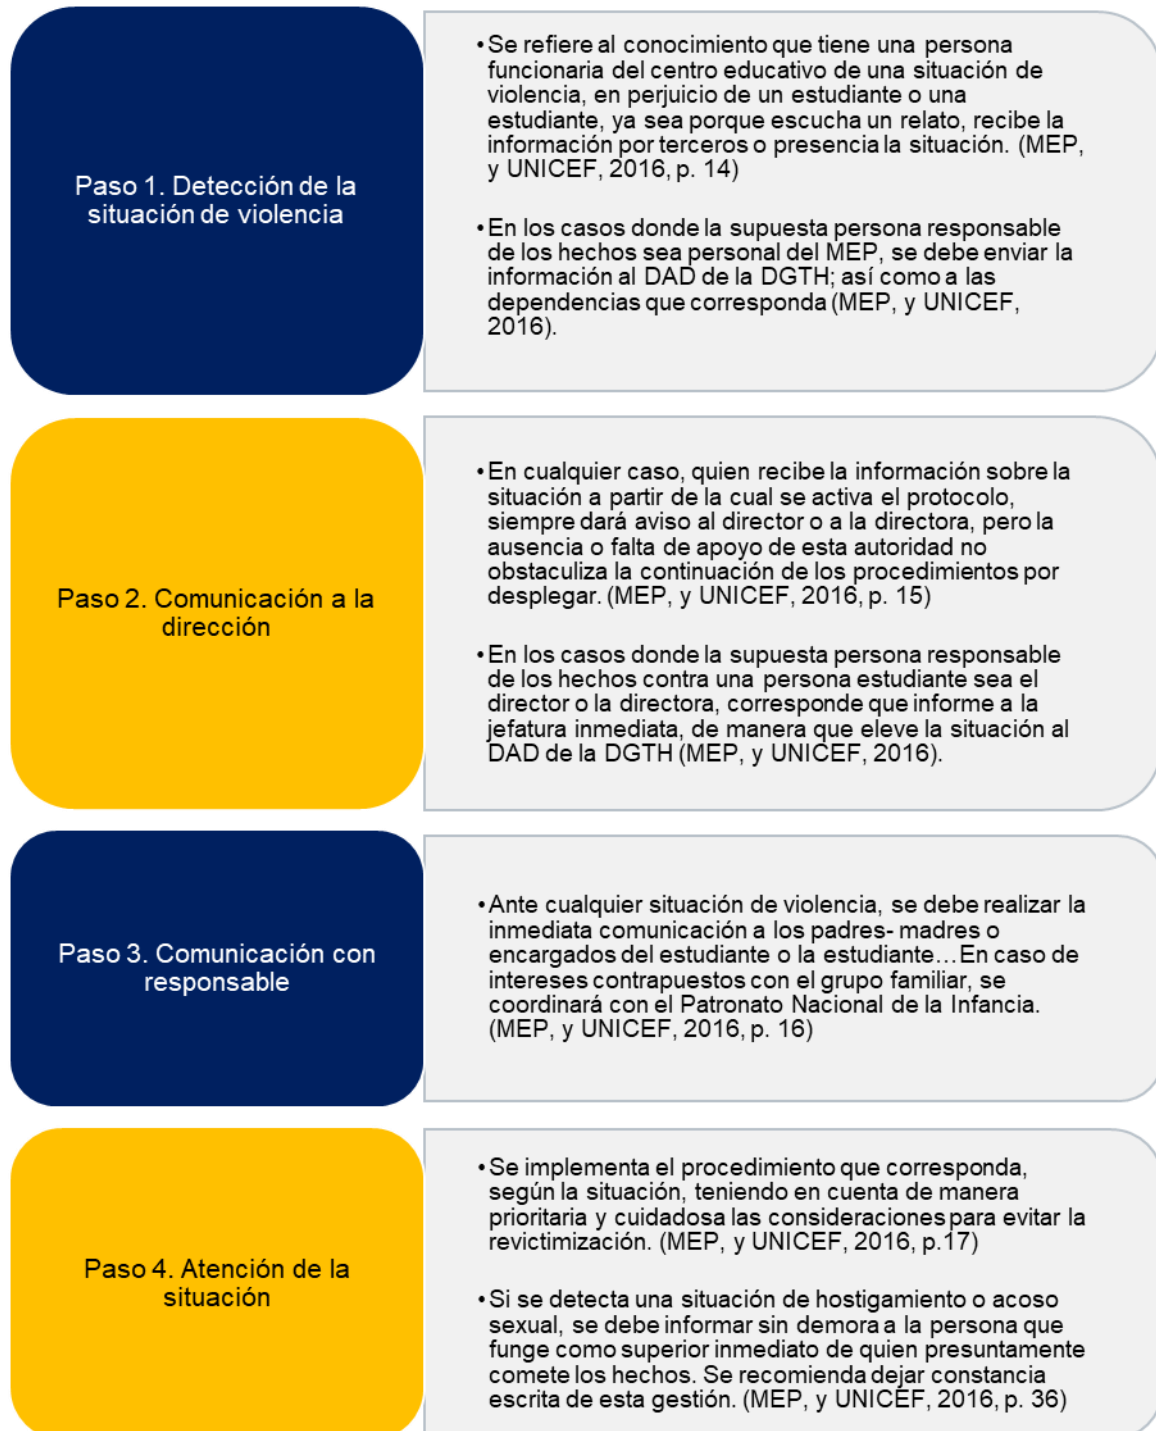 Paso 1. Detección de la
situación de violencia
•Se refiere al conocimiento que tiene una persona
funcionaria del centro educativo de una situación de
violencia, en perjuicio de un estudiante o una
estudiante, ya sea porque escucha un relato, recibe la
información por terceros o presencia la situación. (MEP,
y UNICEF, 2016, p. 14)
•En los casos donde la supuesta persona responsable
de los hechos sea personal del MEP, se debe enviar la
información al DAD de la DGTH; así como a las
dependencias que corresponda (MEP, y UNICEF,
2016).
Paso 2. Comunicación a la
dirección
•En cualquier caso, quien recibe la información sobre la
situación a partir de la cual se activa el protocolo,
siempre dará aviso al director o a la directora, pero la
ausencia o falta de apoyo de esta autoridad no
obstaculiza la continuación de los procedimientos por
desplegar. (MEP, y UNICEF, 2016, p. 15)
•En los casos donde la supuesta persona responsable
de los hechos contra una persona estudiante sea el
director o la directora, corresponde que informe a la
jefatura inmediata, de manera que eleve la situación al
DAD de la DGTH (MEP, y UNICEF, 2016).
Paso 3. Comunicación con
responsable
•Ante cualquier situación de violencia, se debe realizar la
inmediata comunicación a los padres- madres o
encargados del estudiante o la estudiante…En caso de
intereses contrapuestos con el grupo familiar, se
coordinará con el Patronato Nacional de la Infancia.
(MEP, y UNICEF, 2016, p. 16)
Paso 4. Atención de la
situación
•Se implementa el procedimiento que corresponda,
según la situación, teniendo en cuenta de manera
prioritaria y cuidadosa las consideraciones para evitar la
revictimización. (MEP, y UNICEF, 2016, p.17)
•Si se detecta una situación de hostigamiento o acoso
sexual, se debe informar sin demora a la persona que
funge como superior inmediato de quien presuntamente
comete los hechos. Se recomienda dejar constancia
escrita de esta gestión. (MEP, y UNICEF, 2016, p. 36)